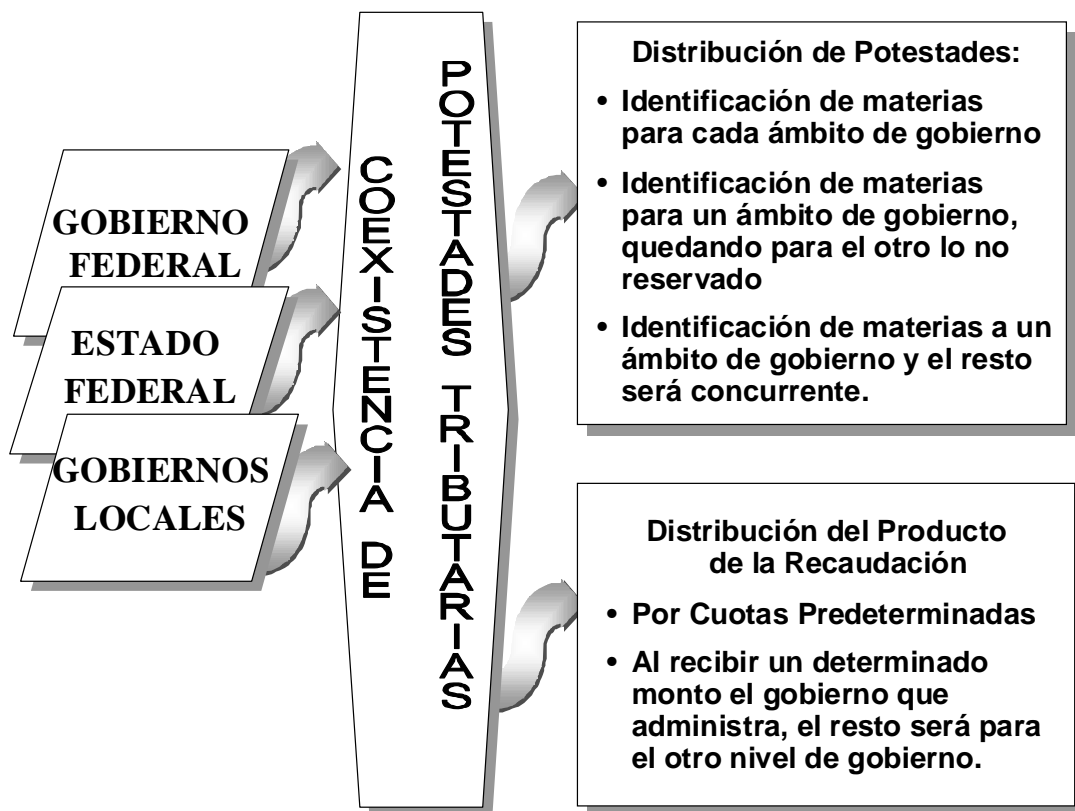 GOBIERNO
FEDERAL
ESTADO
FEDERAL
GOBIERNOS
LOCALES
COEXISTENCIA DE
POTESTADES TRIBUTARIAS
Distribución de Potestades:
• Identificación de materias
para cada ámbito de gobierno
• Identificación de materias
para un ámbito de gobierno,
quedando para el otro lo no
reservado
• Identificación de materias a un
ámbito de gobierno y el resto
será concurrente.
Distribución del Producto
de la Recaudación
• Por Cuotas Predeterminadas
• Al recibir un determinado
monto el gobierno que
administra, el resto será para
el otro nivel de gobierno.